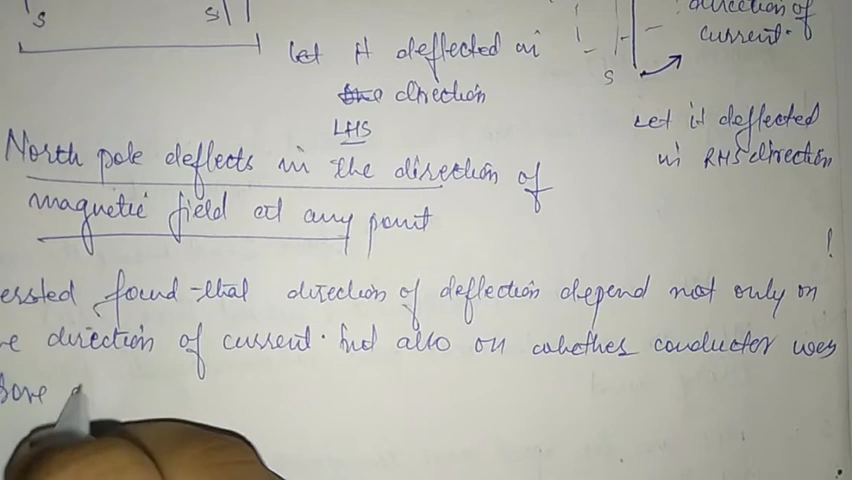 S S
direction of
current.
S
Let it deflected in
direction
LHS
Let it deflected
in RHS direction
North pole deflects in the direction of
magnetic field at any point
ersted found that direction of deflection depend not only on
e direction of current. but also on whether conductor was
bove